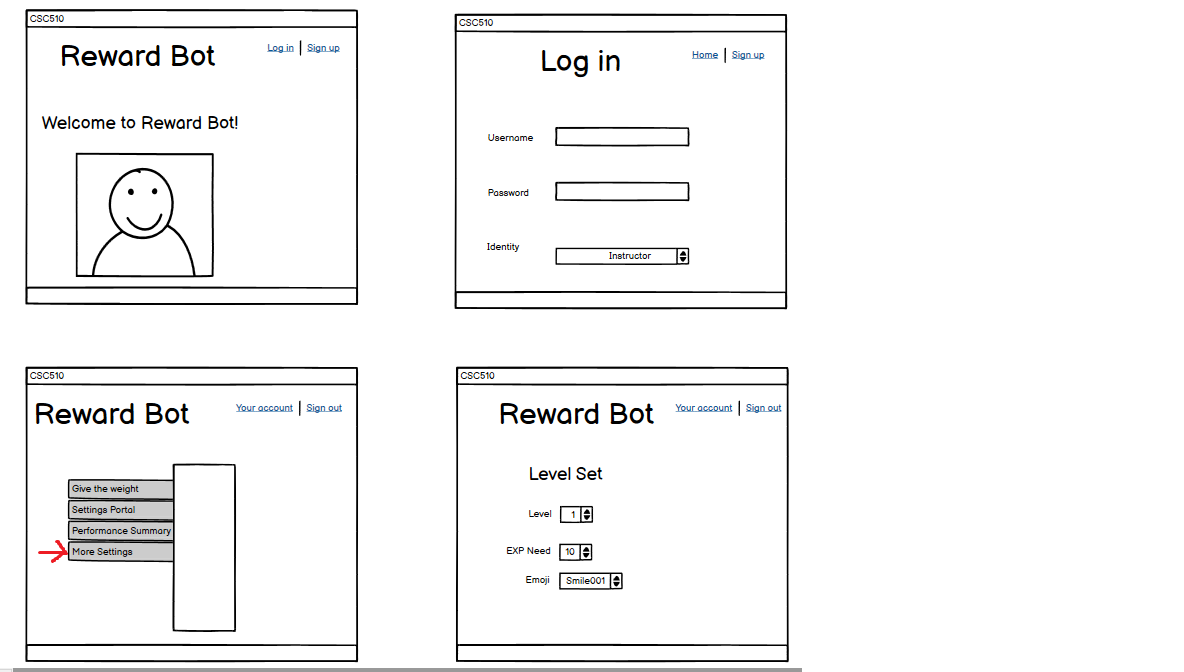 CSC510
Reward Bot
Log in | Sign up
Welcome to Reward Bot!
CSC510
Log in
Home | Sign up
Username
Password
Identity
Instructor
CSC510
Reward Bot
Your account | Sign out
Give the weight
Settings Portal
Performance Summary
More Settings
CSC510
Reward Bot
Your account | Sign out
Level Set
Level 1
EXP Need 10
Emoji Smile001